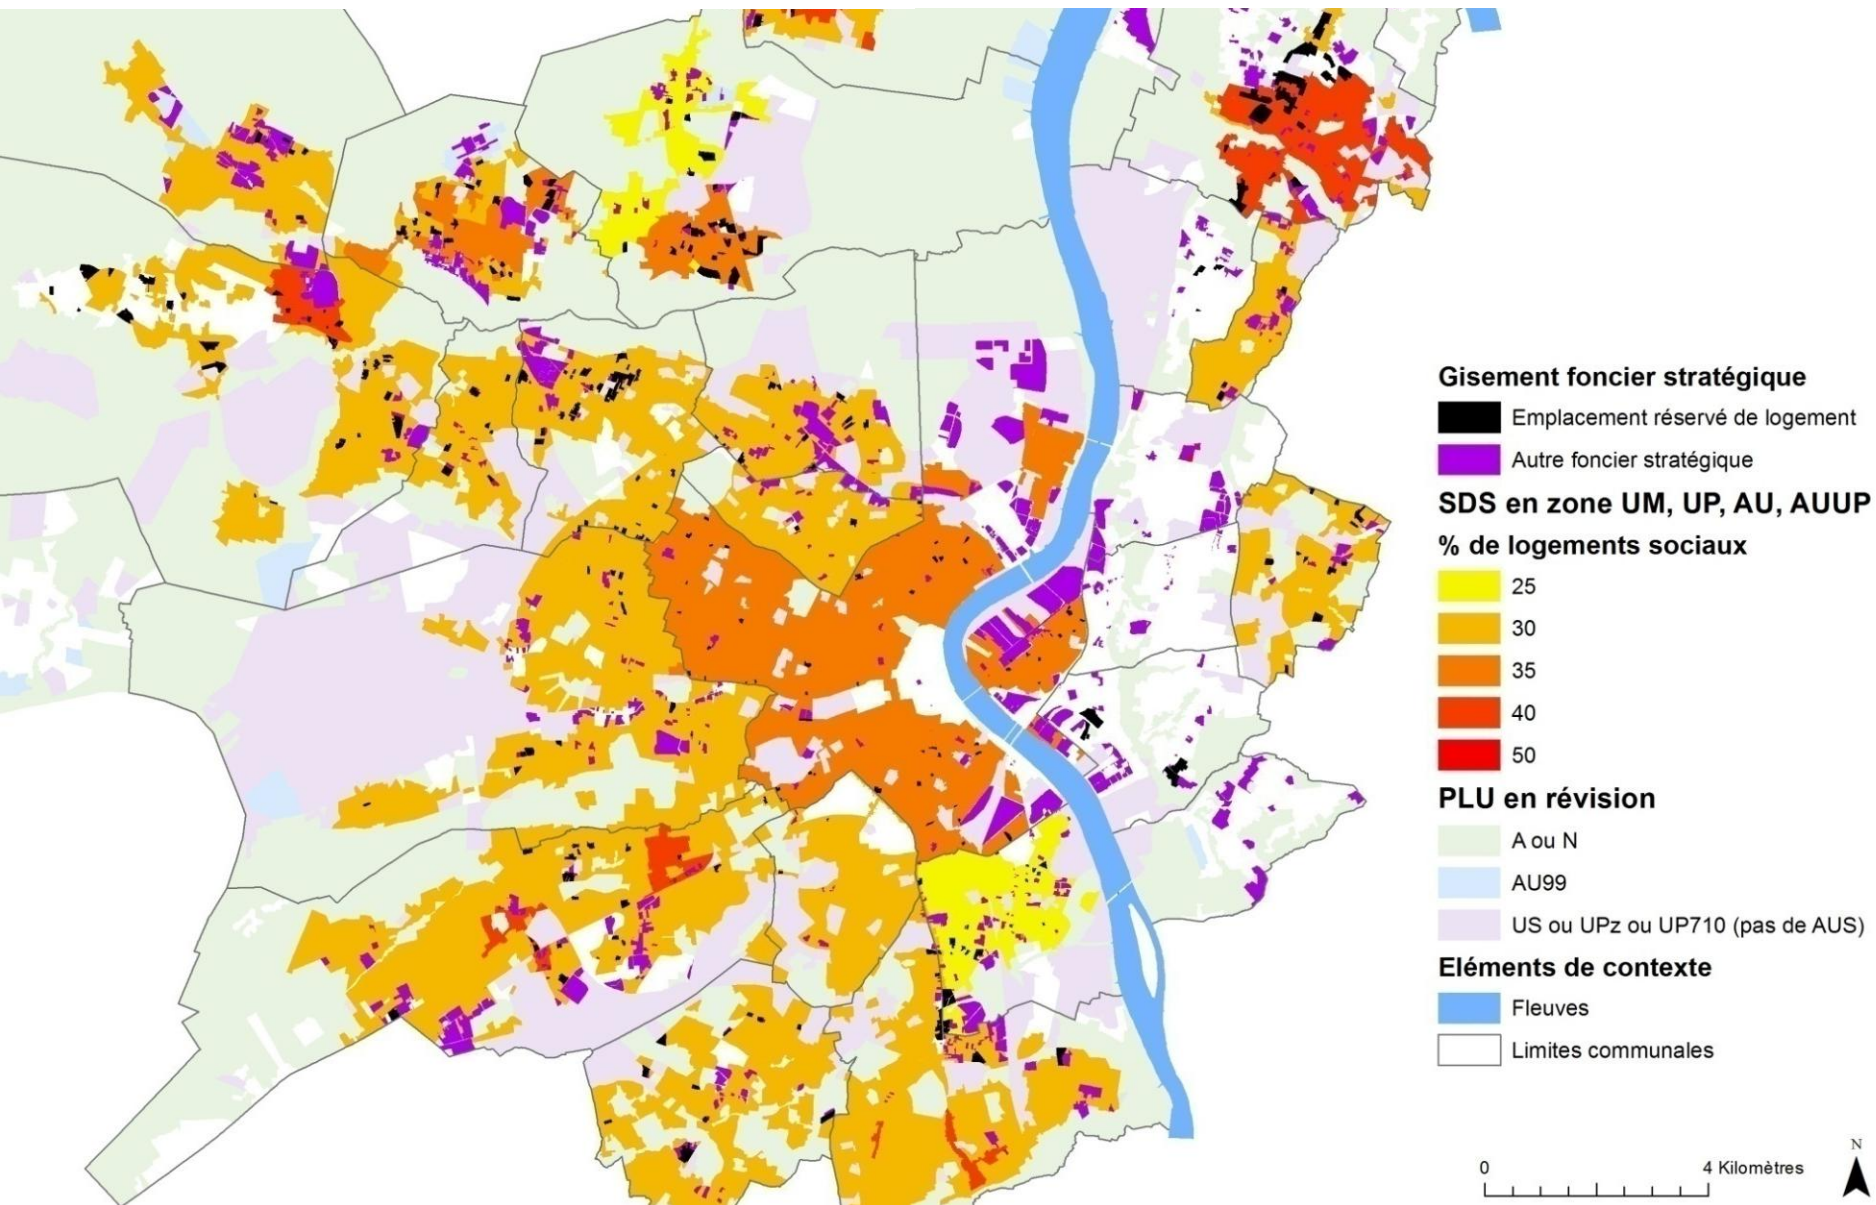 Gisement foncier stratégique
Emplacement réservé de logement
Autre foncier stratégique
SDS en zone UM, UP, AU, AUUP
% de logements sociaux
25
30
35
40
50
PLU en révision
A ou N
AU99
US ou UPz ou UP710 (pas de AUS)
Eléments de contexte
Fleuves
Limites communales
0
4 Kilomètres
N